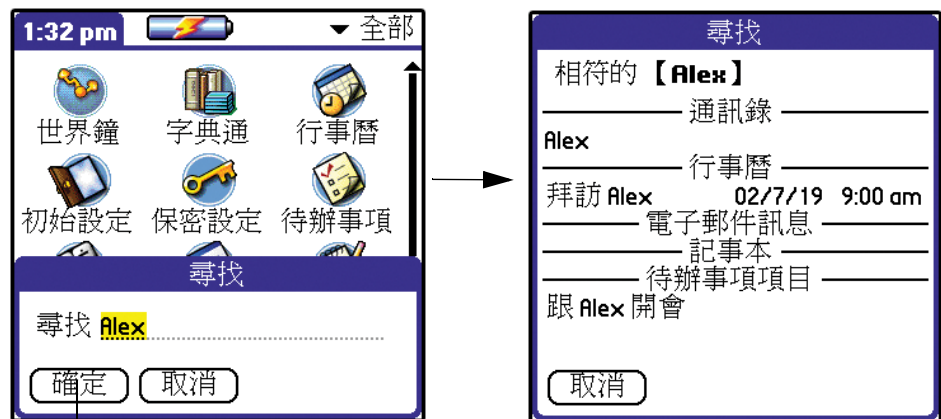 1:32 pm 全部
世界鐘 字典通 行事曆
初始設定 保密設定 待辦事項
尋找
尋找 Alex
確定 取消
尋找
相符的【Alex】
通訊錄
Alex
行事曆
拜訪 Alex 02/7/19 9:00 am
電子郵件訊息
記事本
待辦事項項目
跟 Alex 開會
取消